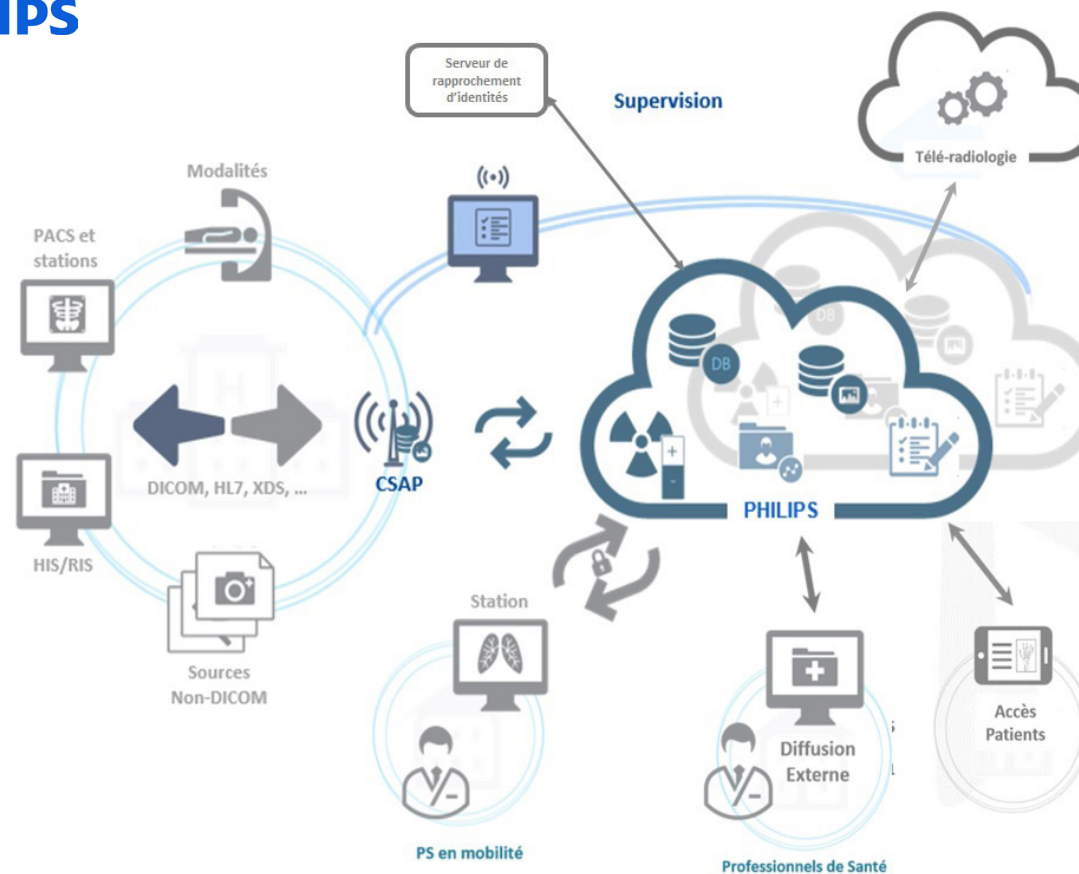 IPS
Serveur de
rapprochement
d'identités
Supervision
Télé-radiologie
Modalités
PACS et
stations
DB
DB
H
DICOM, HL7, XDS, ...
CSAP
PHILIPS
HIS/RIS
Sources
Non-DICOM
Station
PS en mobilité
Diffusion
Externe
Professionnels de Santé
Accès
Patients